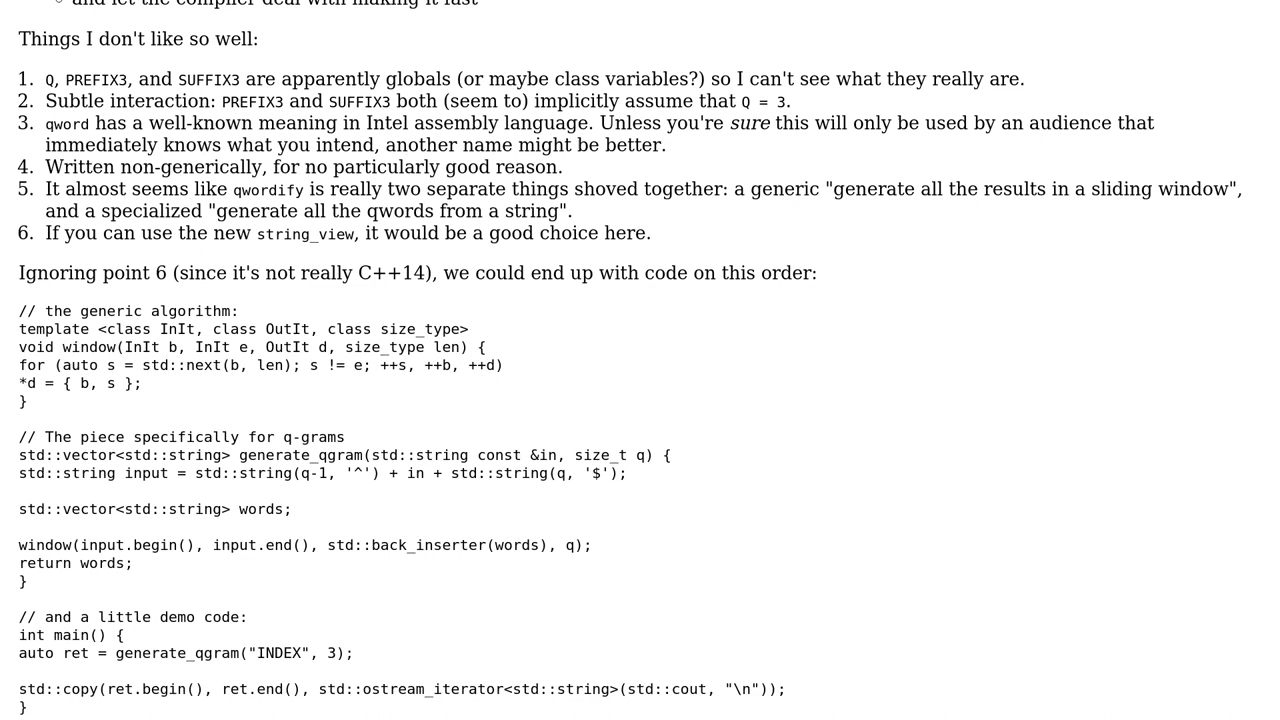 and let the compiler deal with making it fast
Things I don't like so well:
1. Q, PREFIX3, and SUFFIX3 are apparently globals (or maybe class variables?) so I can't see what they really are.
2. Subtle interaction: PREFIX3 and SUFFIX3 both (seem to) implicitly assume that Q = 3.
3. qword has a well-known meaning in Intel assembly language. Unless you're sure this will only be used by an audience that
immediately knows what you intend, another name might be better.
4. Written non-generically, for no particularly good reason.
5. It almost seems like qwordify is really two separate things shoved together: a generic "generate all the results in a sliding window",
and a specialized "generate all the qwords from a string".
6. If you can use the new string_view, it would be a good choice here.
Ignoring point 6 (since it's not really C++14), we could end up with code on this order:
// the generic algorithm:
template <class InIt, class OutIt, class size_type>
void window(InIt b, InIt e, OutIt d, size_type len) {
for (auto s = std::next(b, len); s != e; ++s, ++b, ++d)
*d = { b, s };
}
// The piece specifically for q-grams
std::vector<std::string> generate_qgram(std::string const &in, size_t q) {
std::string input = std::string(q-1, '^') + in + std::string(q, '$');
std::vector<std::string> words;
window(input.begin(), input.end(), std::back_inserter(words), q);
return words;
}
// and a little demo code:
int main() {
auto ret = generate_qgram("INDEX", 3);
std::copy(ret.begin(), ret.end(), std::ostream_iterator<std::string>(std::cout, "\n"));
}